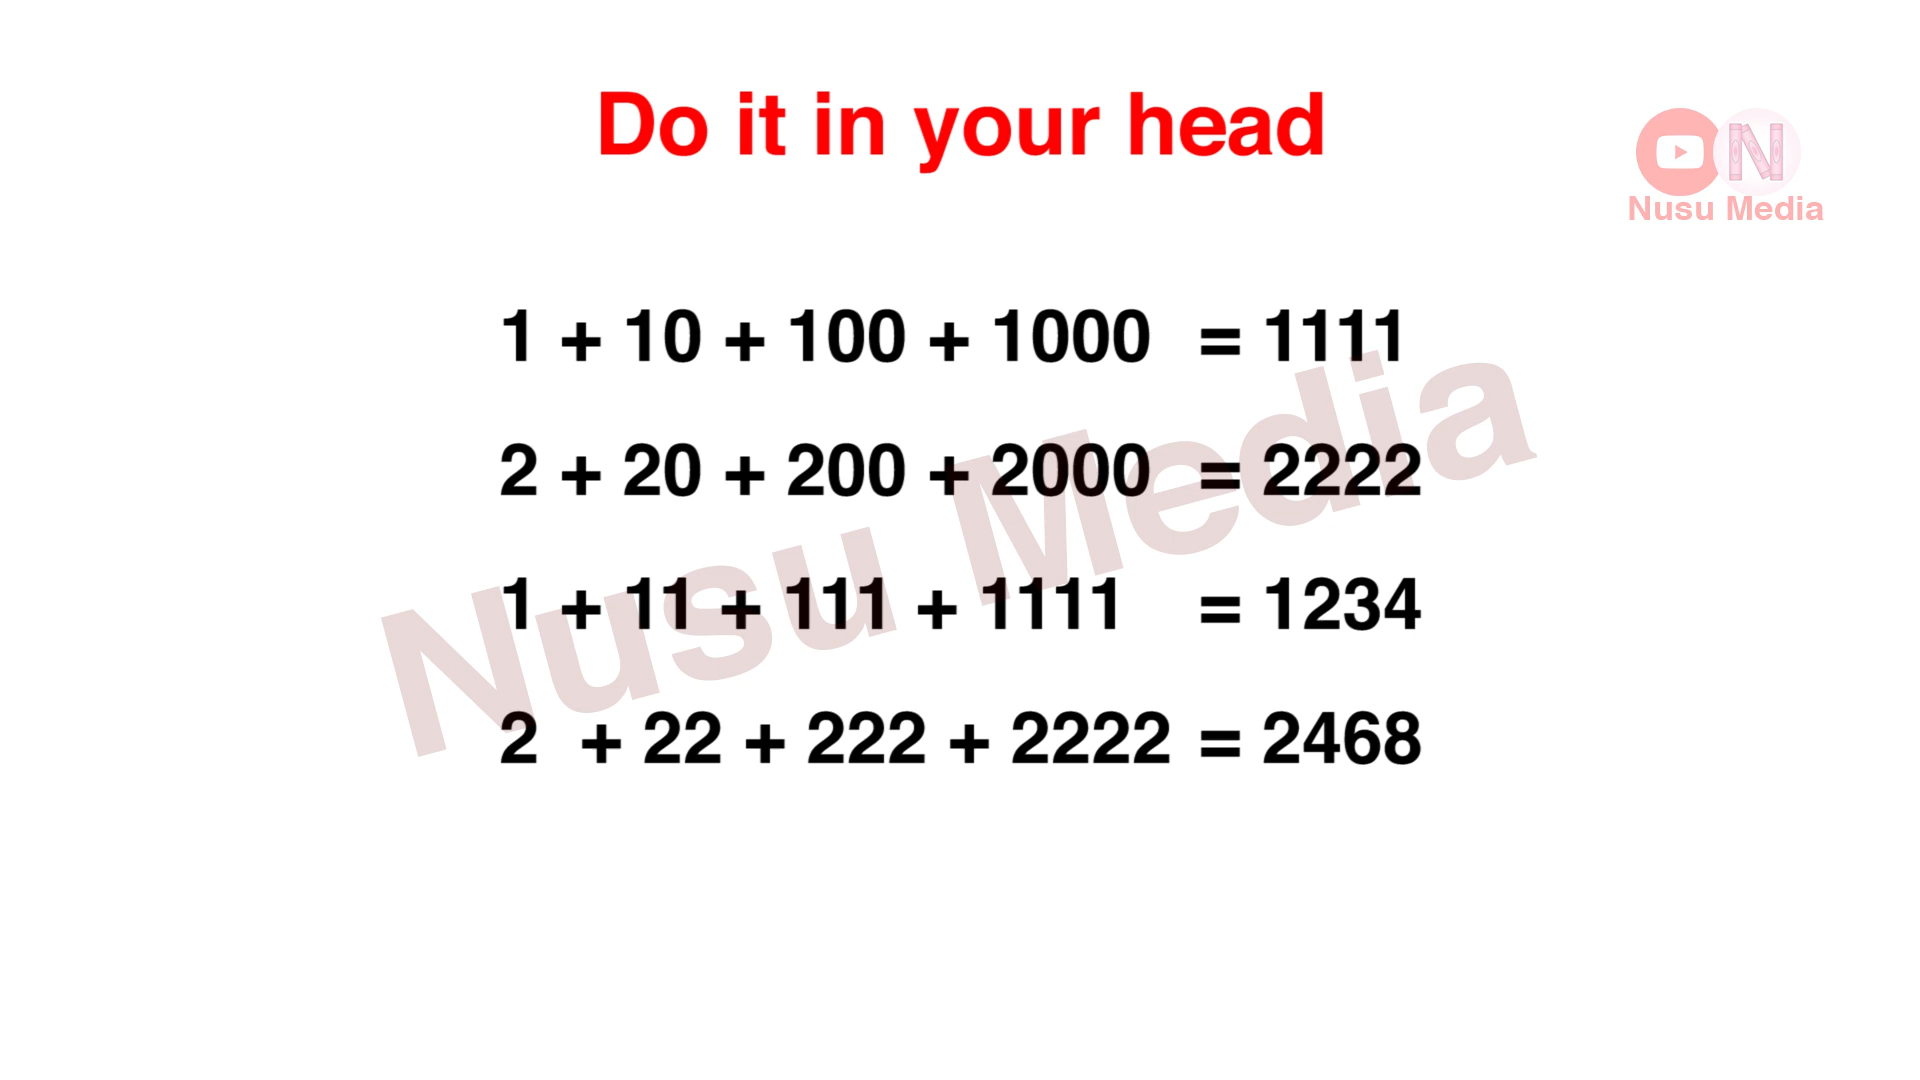 Do it in your head
N
Nusu Media
1 + 10 + 100 + 1000 = 1111
2 + 20 + 200 + 2000 = 2222
1 + 11 + 111 + 1111 = 1234
2 + 22 + 222 + 2222 = 2468
Nusu Media